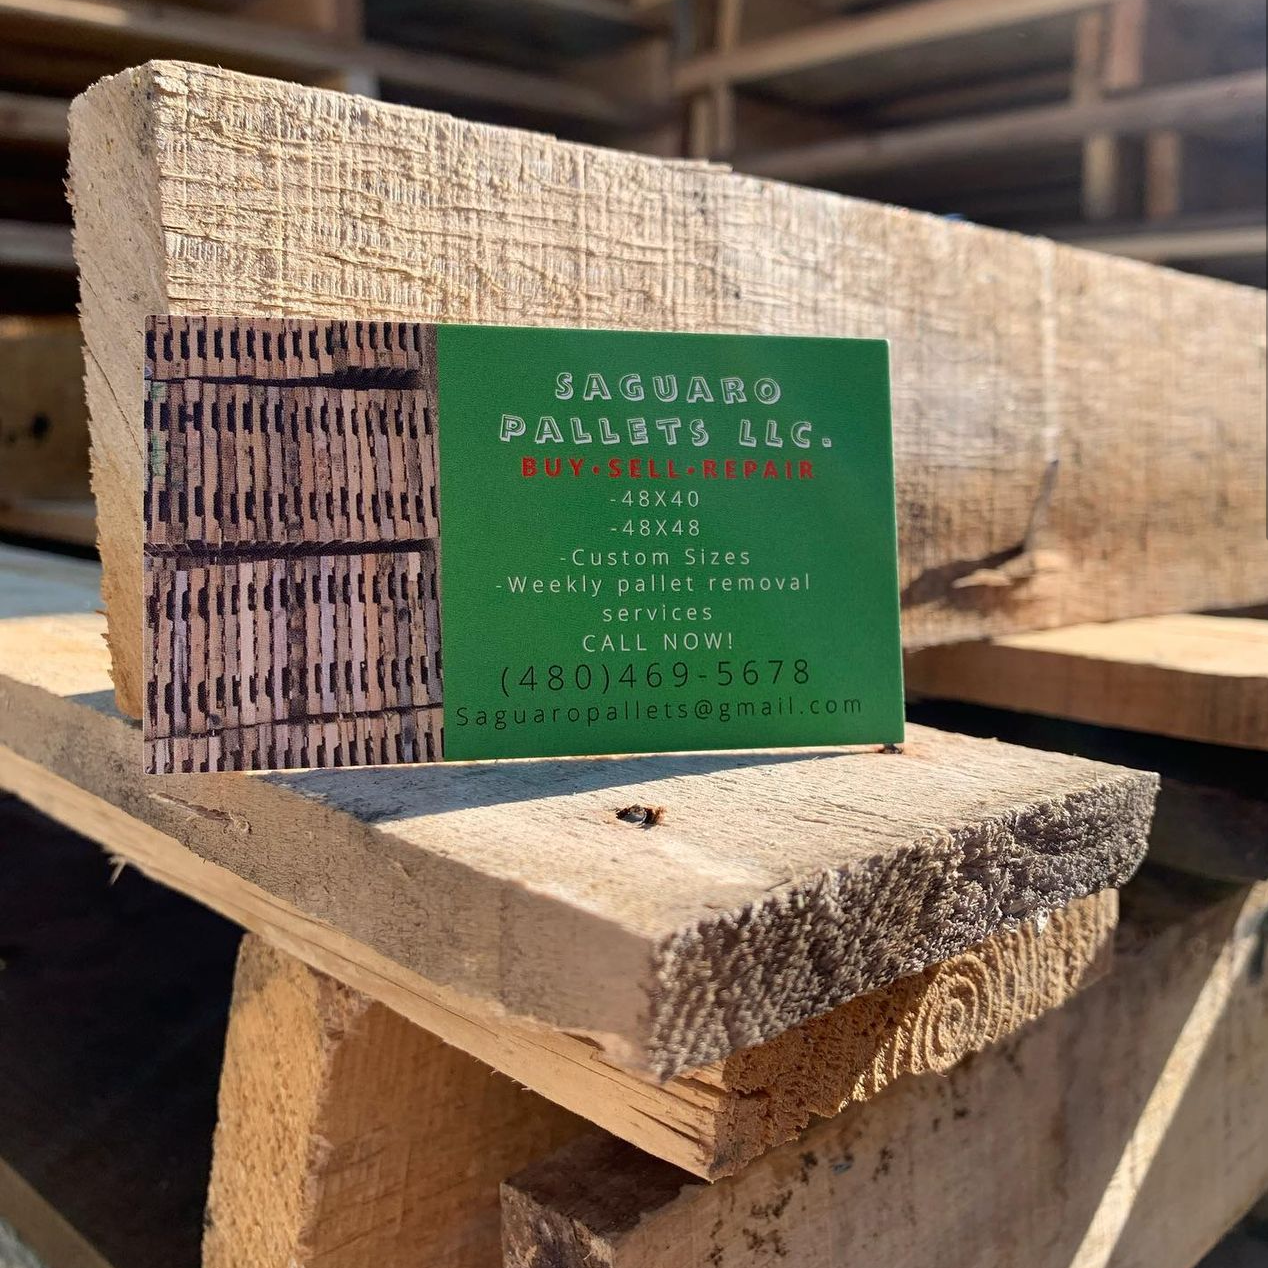 SAGUARO
PALLETS LLC.
BUY•SELL•REPAIR
-48X40
-48X48
-Custom Sizes
-Weekly pallet removal
services
CALL NOW!
(480)469-5678
Saguaropallets@gmail.com